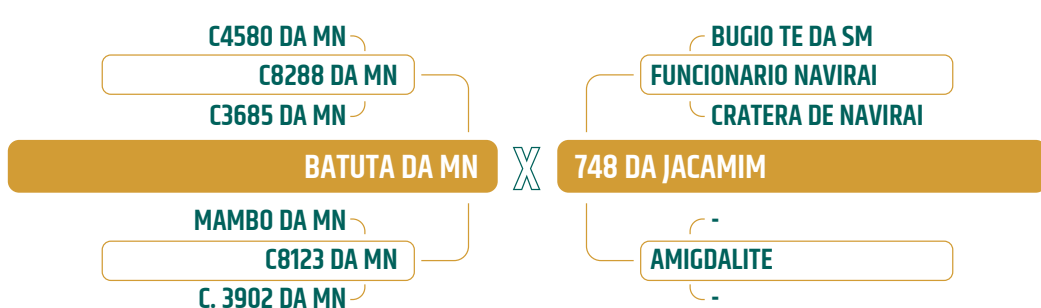 C4580 DA MN
BUGIO TE DA SM
C8288 DA MN
FUNCIONARIO NAVIRAI
C3685 DA MN
CRATERA DE NAVIRAI
BATUTA DA MN X 748 DA JACAMIM
MAMBO DA MN
-
C8123 DA MN
AMIGDALITE
C. 3902 DA MN
-